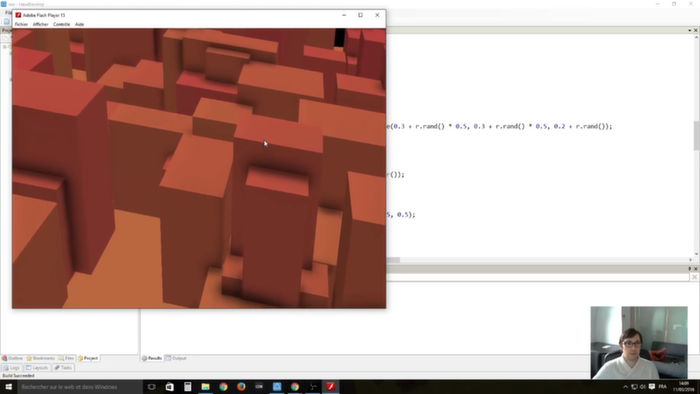 Adobe Flash Player 15
Fichier Afficher Contrôle Aide
(0.3 + r.rand() * 0.5, 0.3 + r.rand() * 0.5, 0.2 + r.rand());
r());
5, 0.5);
Outline Bookmarks Files Project
Results Output
Logs Layouts Tasks
Build Succeeded
Rechercher sur le web et dans Windows
FRA
16:09
11/03/2016